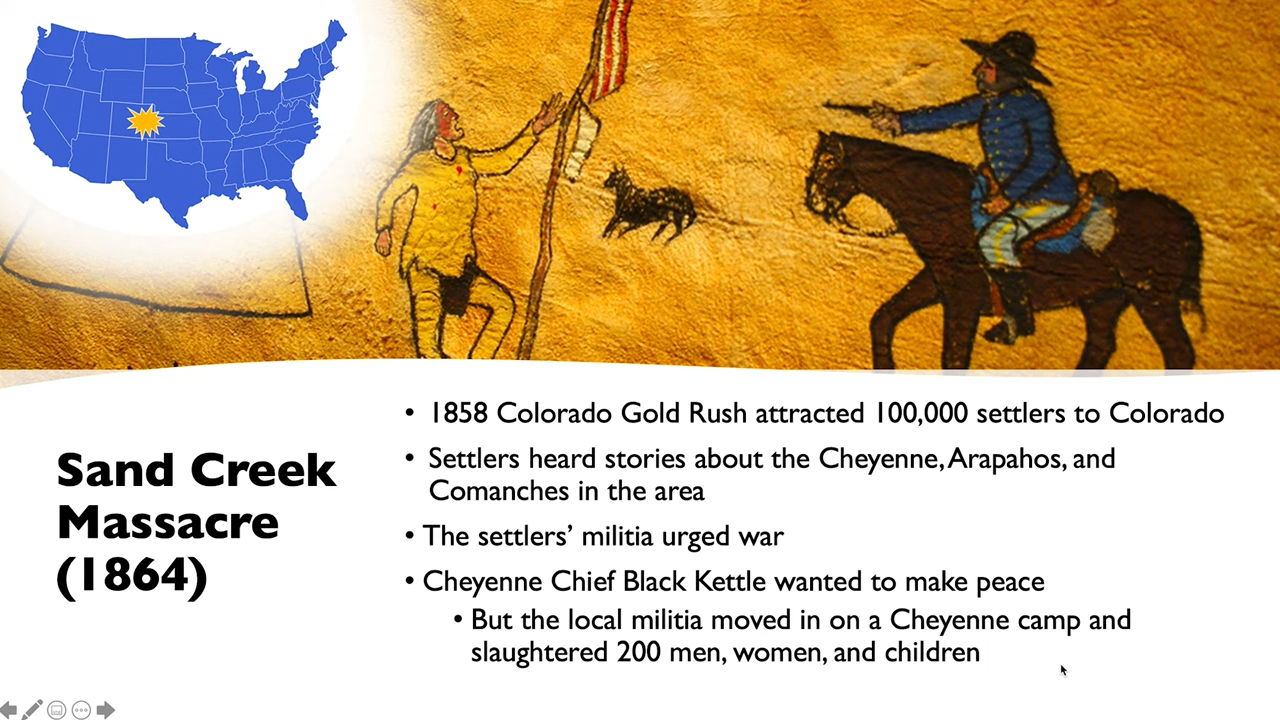 Sand Creek
Massacre
(1864)
• 1858 Colorado Gold Rush attracted 100,000 settlers to Colorado
• Settlers heard stories about the Cheyenne, Arapahos, and
Comanches in the area
• The settlers’ militia urged war
• Cheyenne Chief Black Kettle wanted to make peace
• But the local militia moved in on a Cheyenne camp and
slaughtered 200 men, women, and children